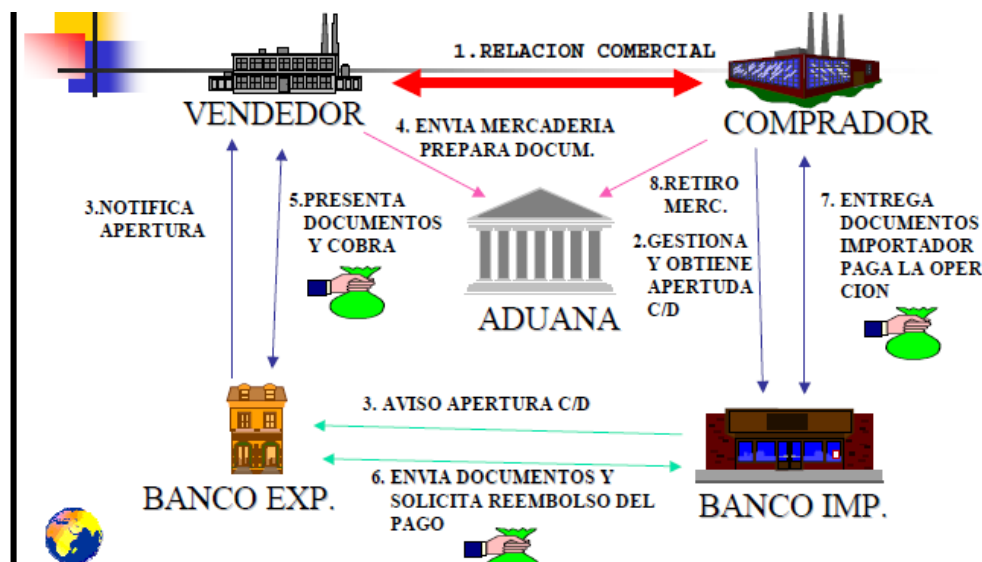 1.RELACION COMERCIAL
VENDEDOR
COMPRADOR
4. ENVIA MERCADERIA
PREPARA DOCUM.
3.NOTIFICA
APERTURA
5.PRESENTA
DOCUMENTOS
Y COBRA
8.RETIRO
MERC.
2.GESTIONA
Y OBTIENE
APERTUDA
C/D
7. ENTREGA
DOCUMENTOS
IMPORTADOR
PAGA LA OPER
CION
ADUANA
3. AVISO APERTURA C/D
BANCO EXP.
6. ENVIA DOCUMENTOS Y
SOLICITA REEMBOLSO DEL
PAGO
BANCO IMP.